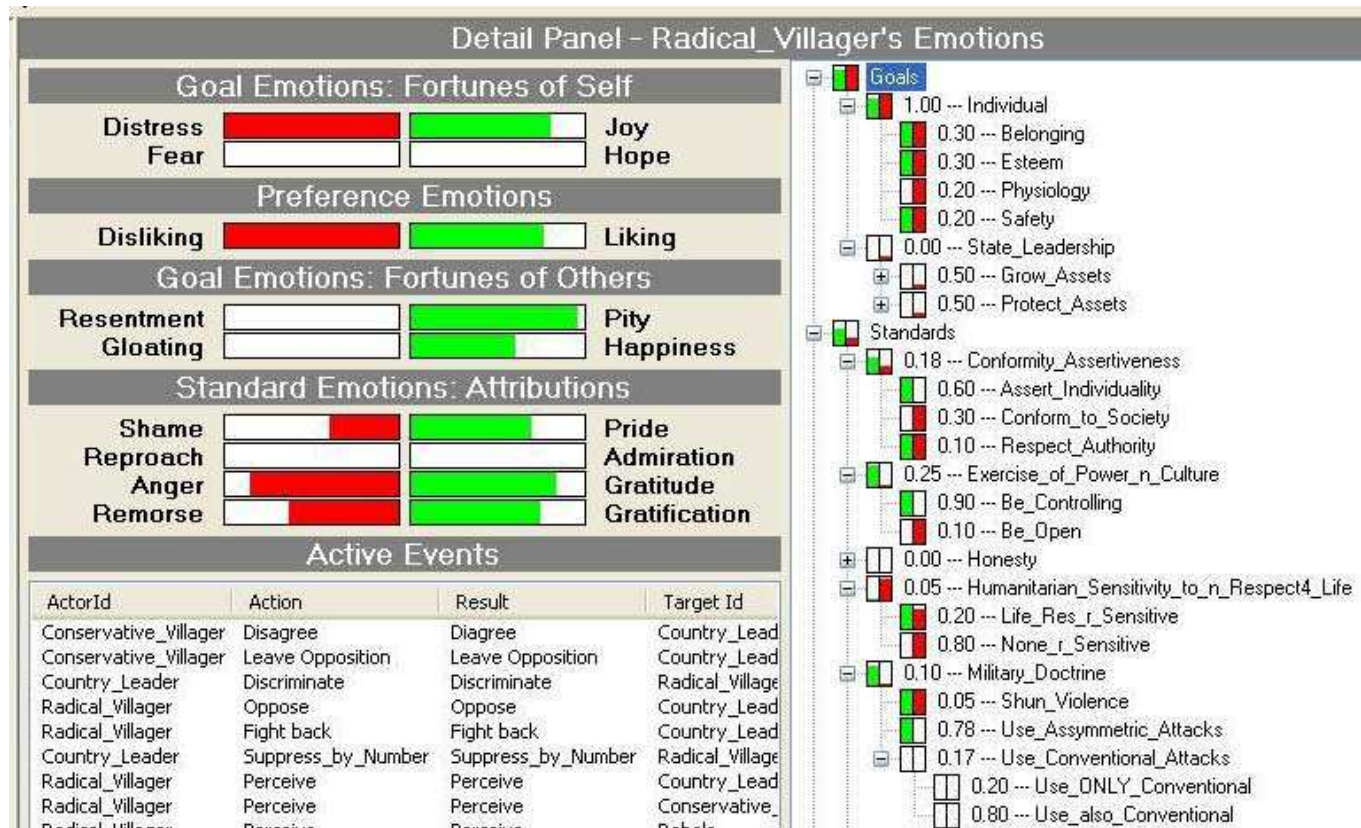 Detail Panel - Radical_Villager's Emotions
Goal Emotions: Fortunes of Self
Distress Joy
Fear Hope
Preference Emotions
Disliking Liking
Goal Emotions: Fortunes of Others
Resentment Pity
Gloating Happiness
Standard Emotions: Attributions
Shame Pride
Reproach Admiration
Anger Gratitude
Remorse Gratification
Active Events
ActorId Action Result Target Id
Conservative_Villager Disagree Diagree Country_Lead
Conservative_Villager Leave Opposition Leave Opposition Country_Lead
Country_Leader Discriminate Discriminate Radical_Village
Radical_Villager Oppose Oppose Country_Lead
Radical_Villager Fight back Fight back Country_Lead
Country_Leader Suppress_by_Number Suppress_by_Number Radical_Village
Radical_Villager Perceive Perceive Country_Lead
Radical_Villager Perceive Perceive Conservative_
Goals
1.00 --- Individual
0.30 --- Belonging
0.30 --- Esteem
0.20 --- Physiology
0.20 --- Safety
0.00 --- State_Leadership
0.50 --- Grow_Assets
0.50 --- Protect_Assets
Standards
0.18 --- Conformity_Assertiveness
0.60 --- Assert_Individuality
0.30 --- Conform_to_Society
0.10 --- Respect_Authority
0.25 --- Exercise_of_Power_n_Culture
0.90 --- Be_Controlling
0.10 --- Be_Open
0.00 --- Honesty
0.05 --- Humanitarian_Sensitivity_to_n_Respect4_Life
0.20 --- Life_Res_r_Sensitive
0.80 --- None_r_Sensitive
0.10 --- Military_Doctrine
0.05 --- Shun_Violence
0.78 --- Use_Assymetric_Attacks
0.17 --- Use_Conventional_Attacks
0.20 --- Use_ONLY_Conventional
0.80 --- Use_also_Conventional